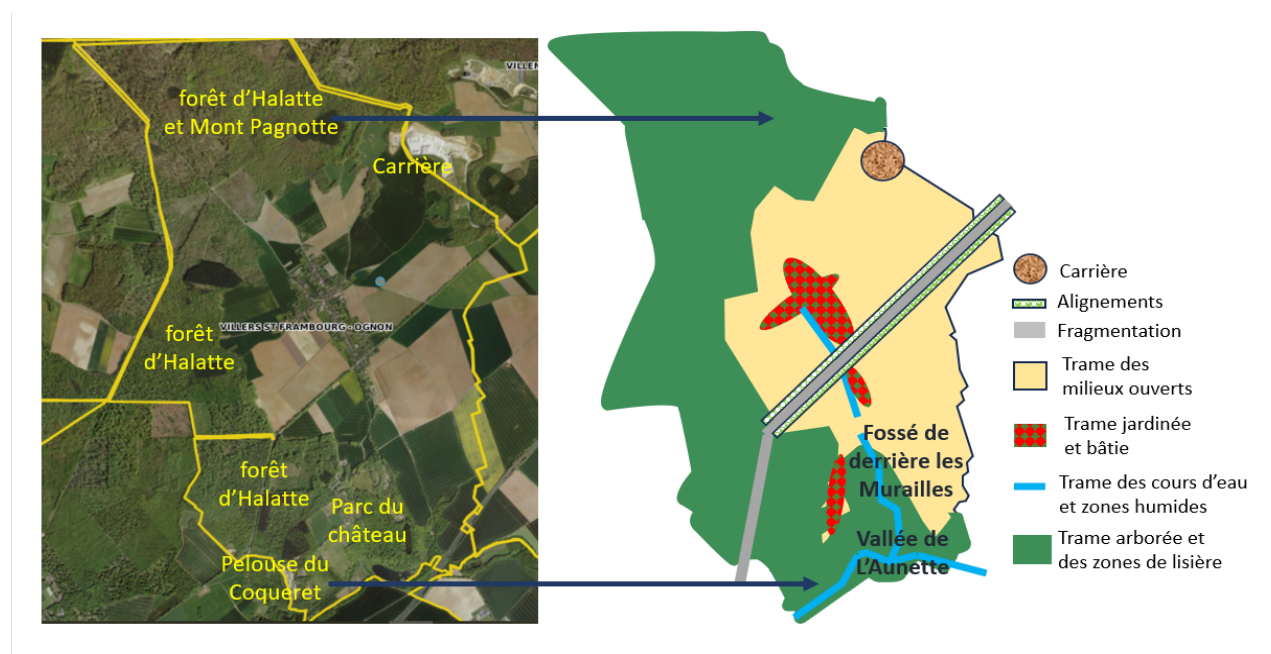 VILLEN
forêt d'Halatte
et Mont Pagnotte
Carrière
VILLERS ST FRAMBOURG - OGNON
forêt
d'Halatte
forêt
d'Halatte
Parc du
château
Pelouse du
Coqueret
Fossé de
derrière les
Murailles
Vallée de
L'Aunette
Carrière
Alignements
Fragmentation
Trame des
milieux ouverts
Trame jardinée
et bâtie
Trame des cours d'eau
et zones humides
Trame arborée et
des zones de lisière